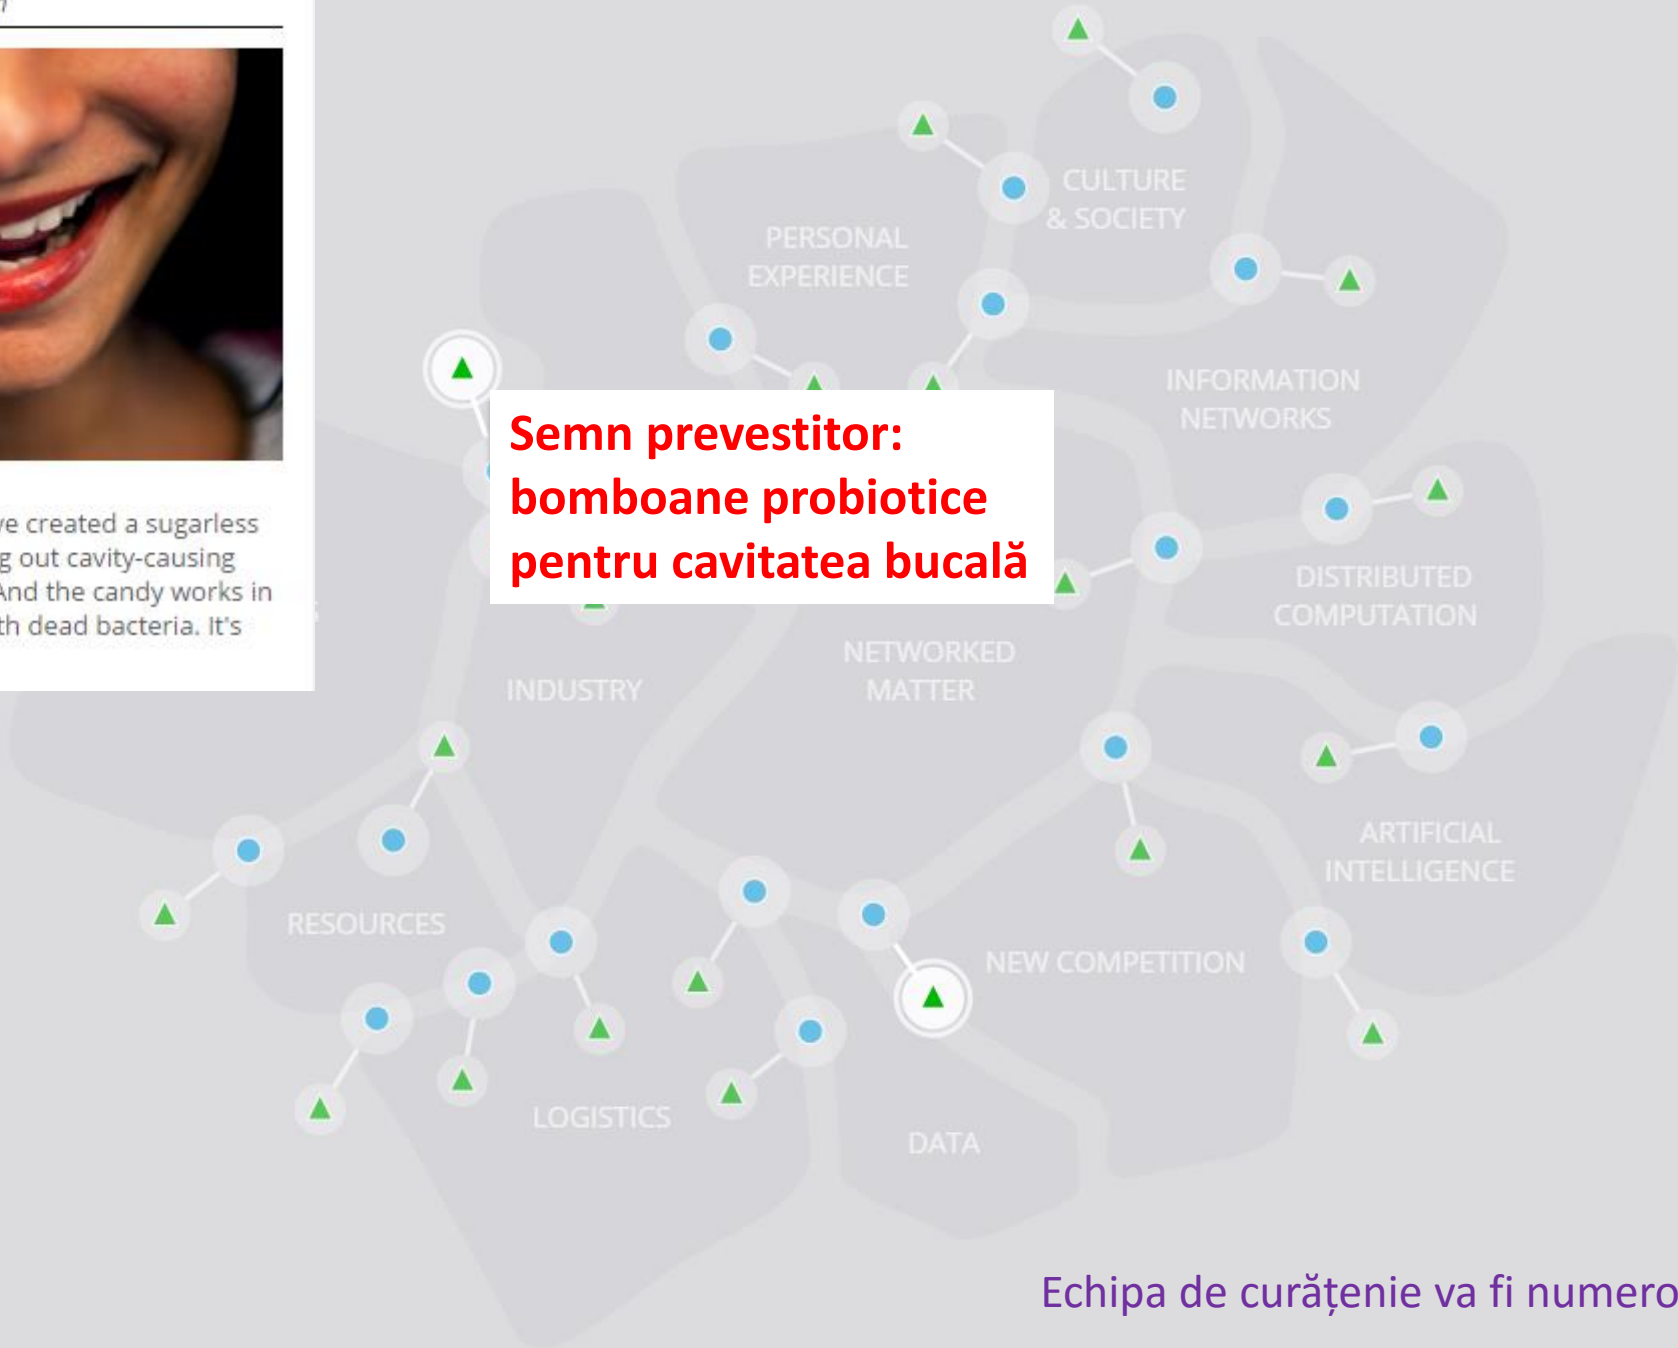 CULTURE
& SOCIETY
PERSONAL
EXPERIENCE
INFORMATION
NETWORKS
Semn prevestitor:
bomboane probiotice
pentru cavitatea bucală
created a sugarless
out cavity-causing
And the candy works in
dead bacteria. It's
DISTRIBUTED
COMPUTATION
NETWORKED
MATTER
INDUSTRY
ARTIFICIAL
INTELLIGENCE
RESOURCES
NEW COMPETITION
LOGISTICS
DATA
Echipa de curățenie va fi numero